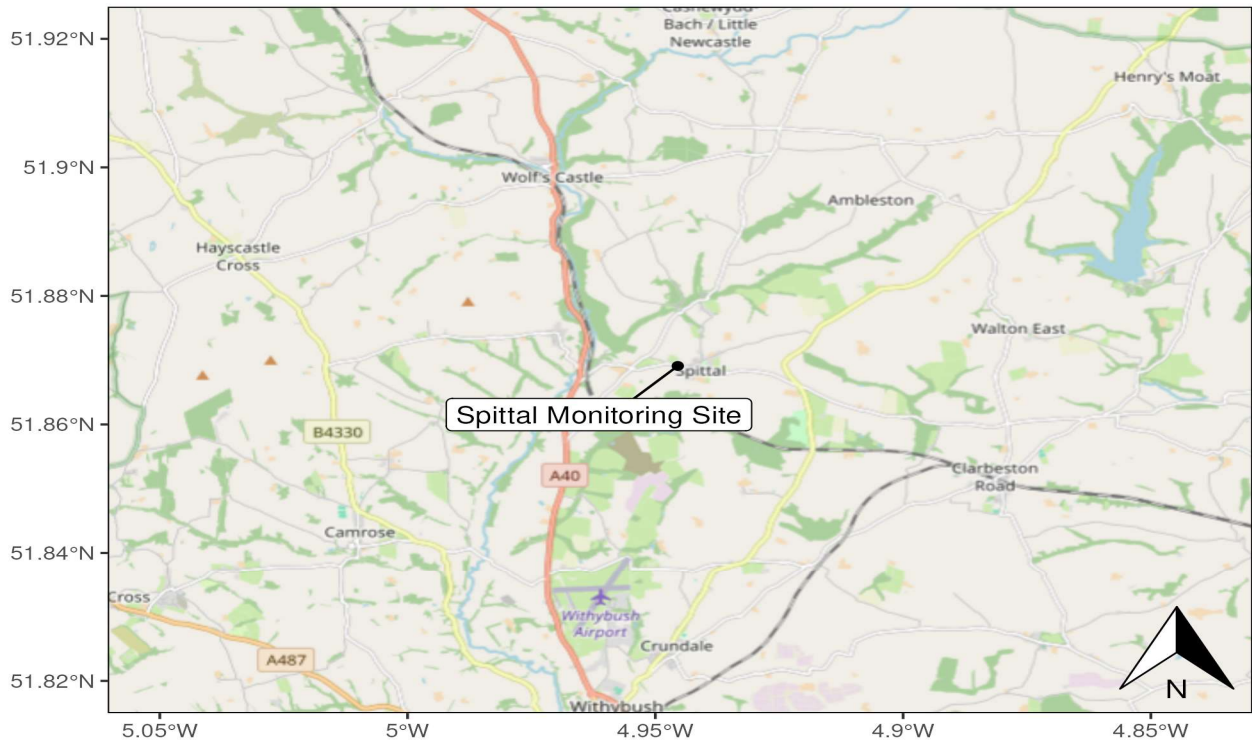 51.92°N
51.9°N
51.88°N
51.86°N
51.84°N
51.82°N
Bach / Little
Newcastle
Henry's Moat
Wolf's Castle
Ambleston
Hayscastle
Cross
Walton East
Spittal
Spittal Monitoring Site
B4330
A40
Clarbeston
Road
Camrose
Cross
Withybush
Airport
Crundale
A487
Withybush
N
5.05°W
5°W
4.95°W
4.9°W
4.85°W